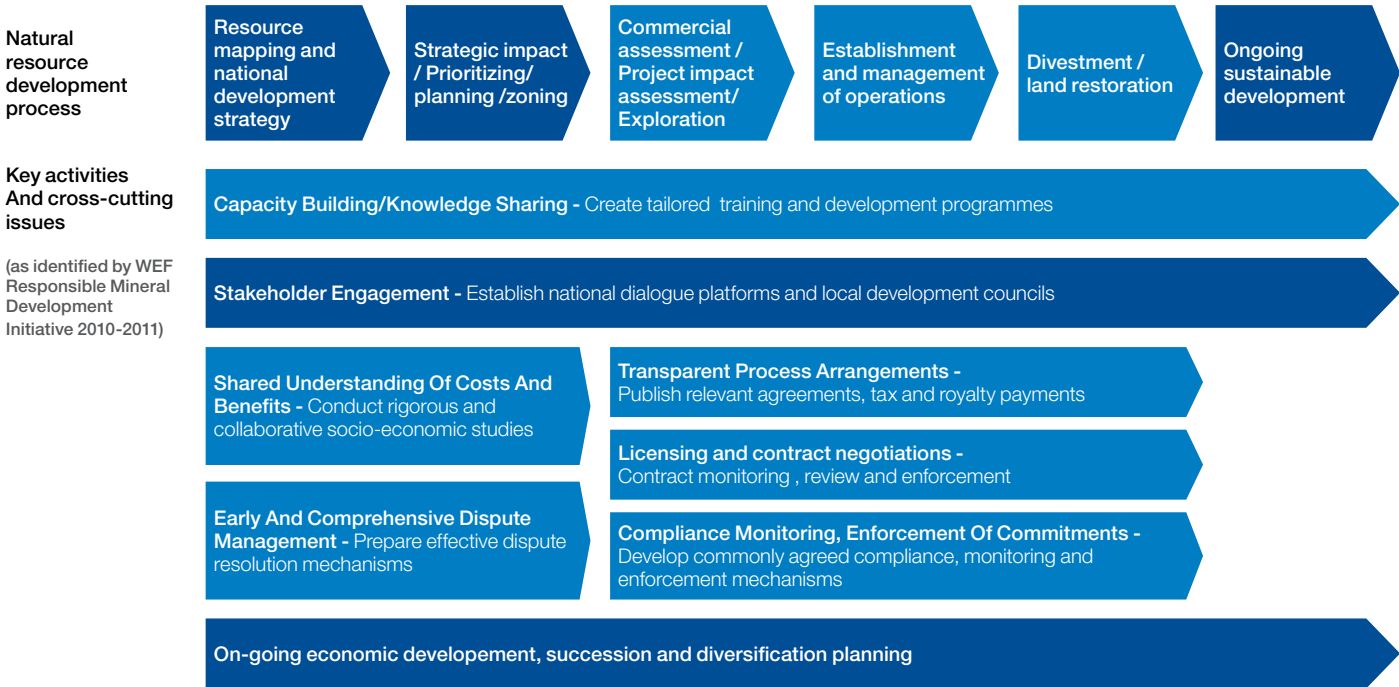 Natural
resource
development
process
Resource
mapping and
national
development
strategy
Strategic impact
/ Prioritizing/
planning /zoning
Commercial
assessment /
Project impact
assessment/
Exploration
Establishment
and management
of operations
Divestment /
land restoration
Ongoing
sustainable
development
Key activities
And cross-cutting
issues
(as identified by WEF
Responsible Mineral
Development
Initiative 2010-2011)
Capacity Building/Knowledge Sharing - Create tailored training and development programmes
Stakeholder Engagement - Establish national dialogue platforms and local development councils
Shared Understanding Of Costs And
Benefits - Conduct rigorous and
collaborative socio-economic studies
Early And Comprehensive Dispute
Management - Prepare effective dispute
resolution mechanisms
Transparent Process Arrangements -
Publish relevant agreements, tax and royalty payments
Licensing and contract negotiations -
Contract monitoring , review and enforcement
Compliance Monitoring, Enforcement Of Commitments -
Develop commonly agreed compliance, monitoring and
enforcement mechanisms
On-going economic developement, succession and diversification planning